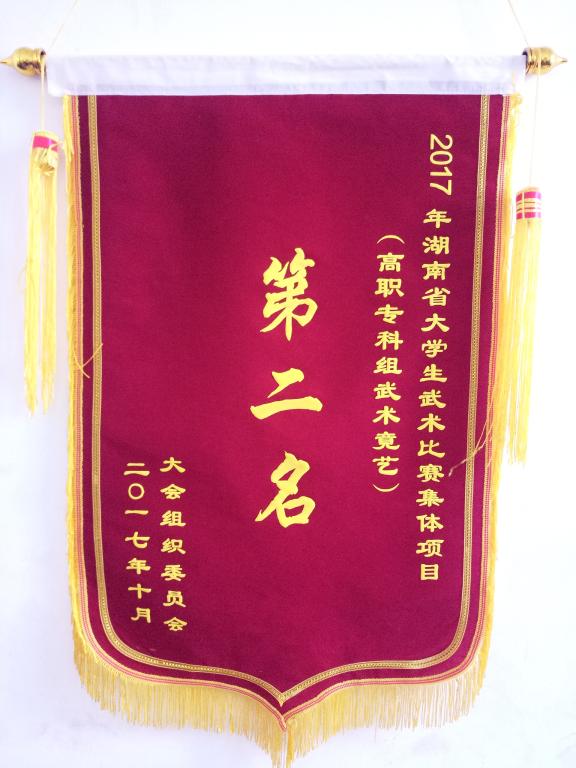 2017年湖南省大学生武术比赛集体项目
（高职专科组武术竟艺）
第二名
大会组织委员会
二〇一七年十月